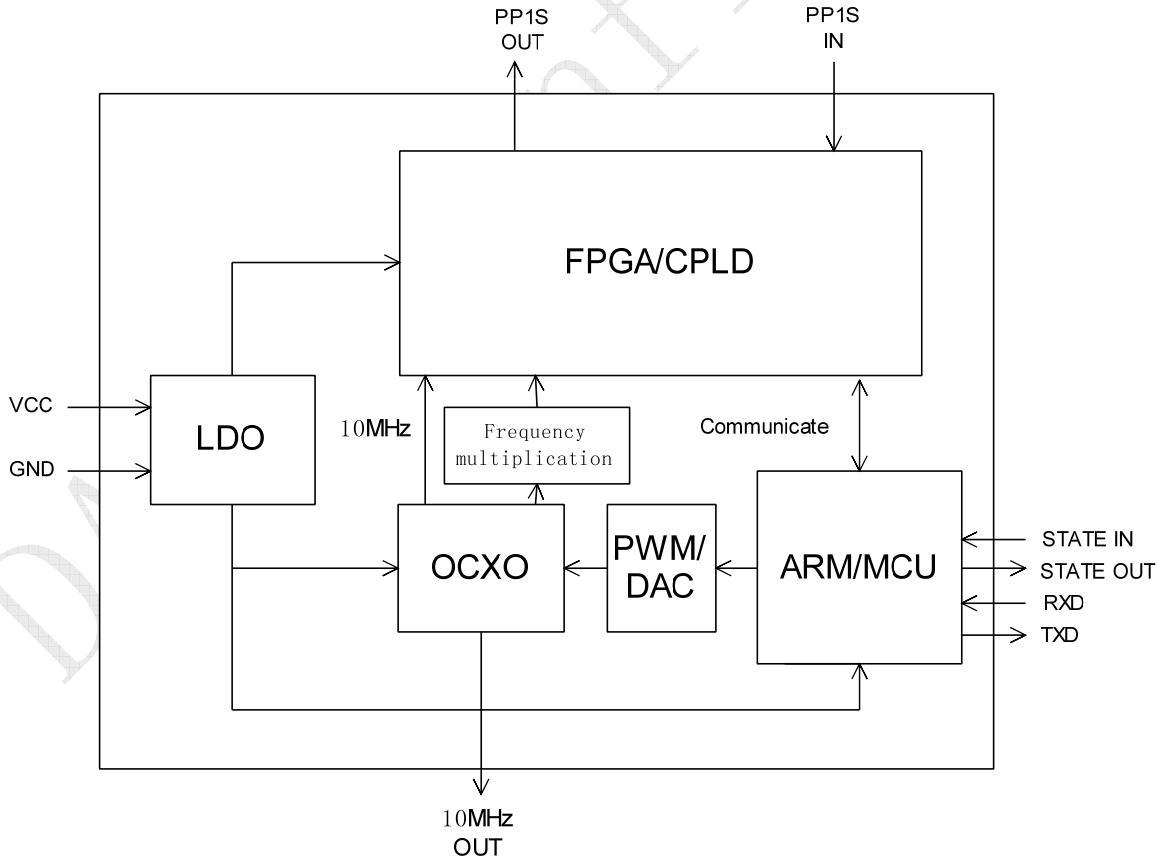 PP1S
OUT
PP1S
IN
FPGA/CPLD
VCC
GND
LDO
10MHz
Frequency
multiplication
Communicate
OCXO
PWM/
DAC
ARM/MCU
STATE IN
STATE OUT
RXD
TXD
10MHz
OUT